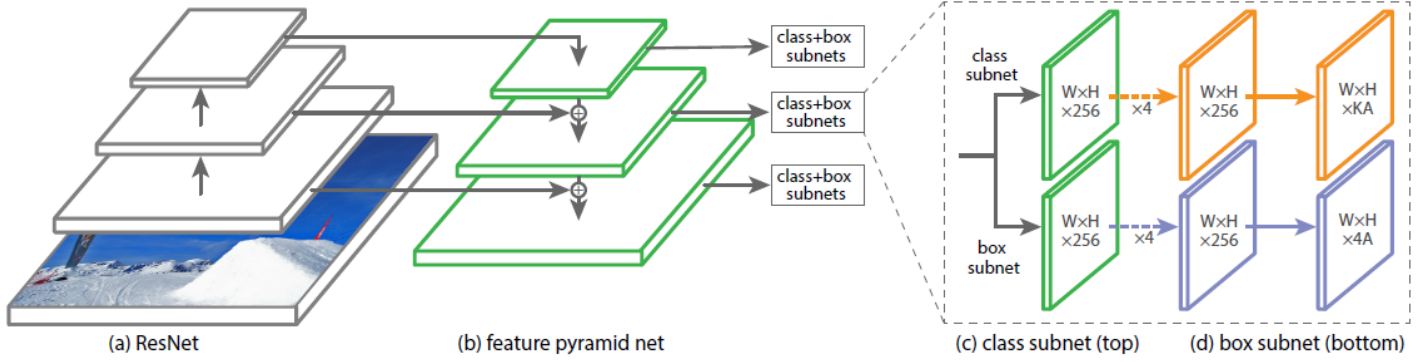 class+box
subnets
class+box
subnets
class+box
subnets
class
subnet
W×H
×256
×4
W×H
×256
W×H
×KA
box
subnet
W×H
×256
×4
W×H
×256
W×H
×4A
(a) ResNet
(b) feature pyramid net
(c) class subnet (top)
(d) box subnet (bottom)